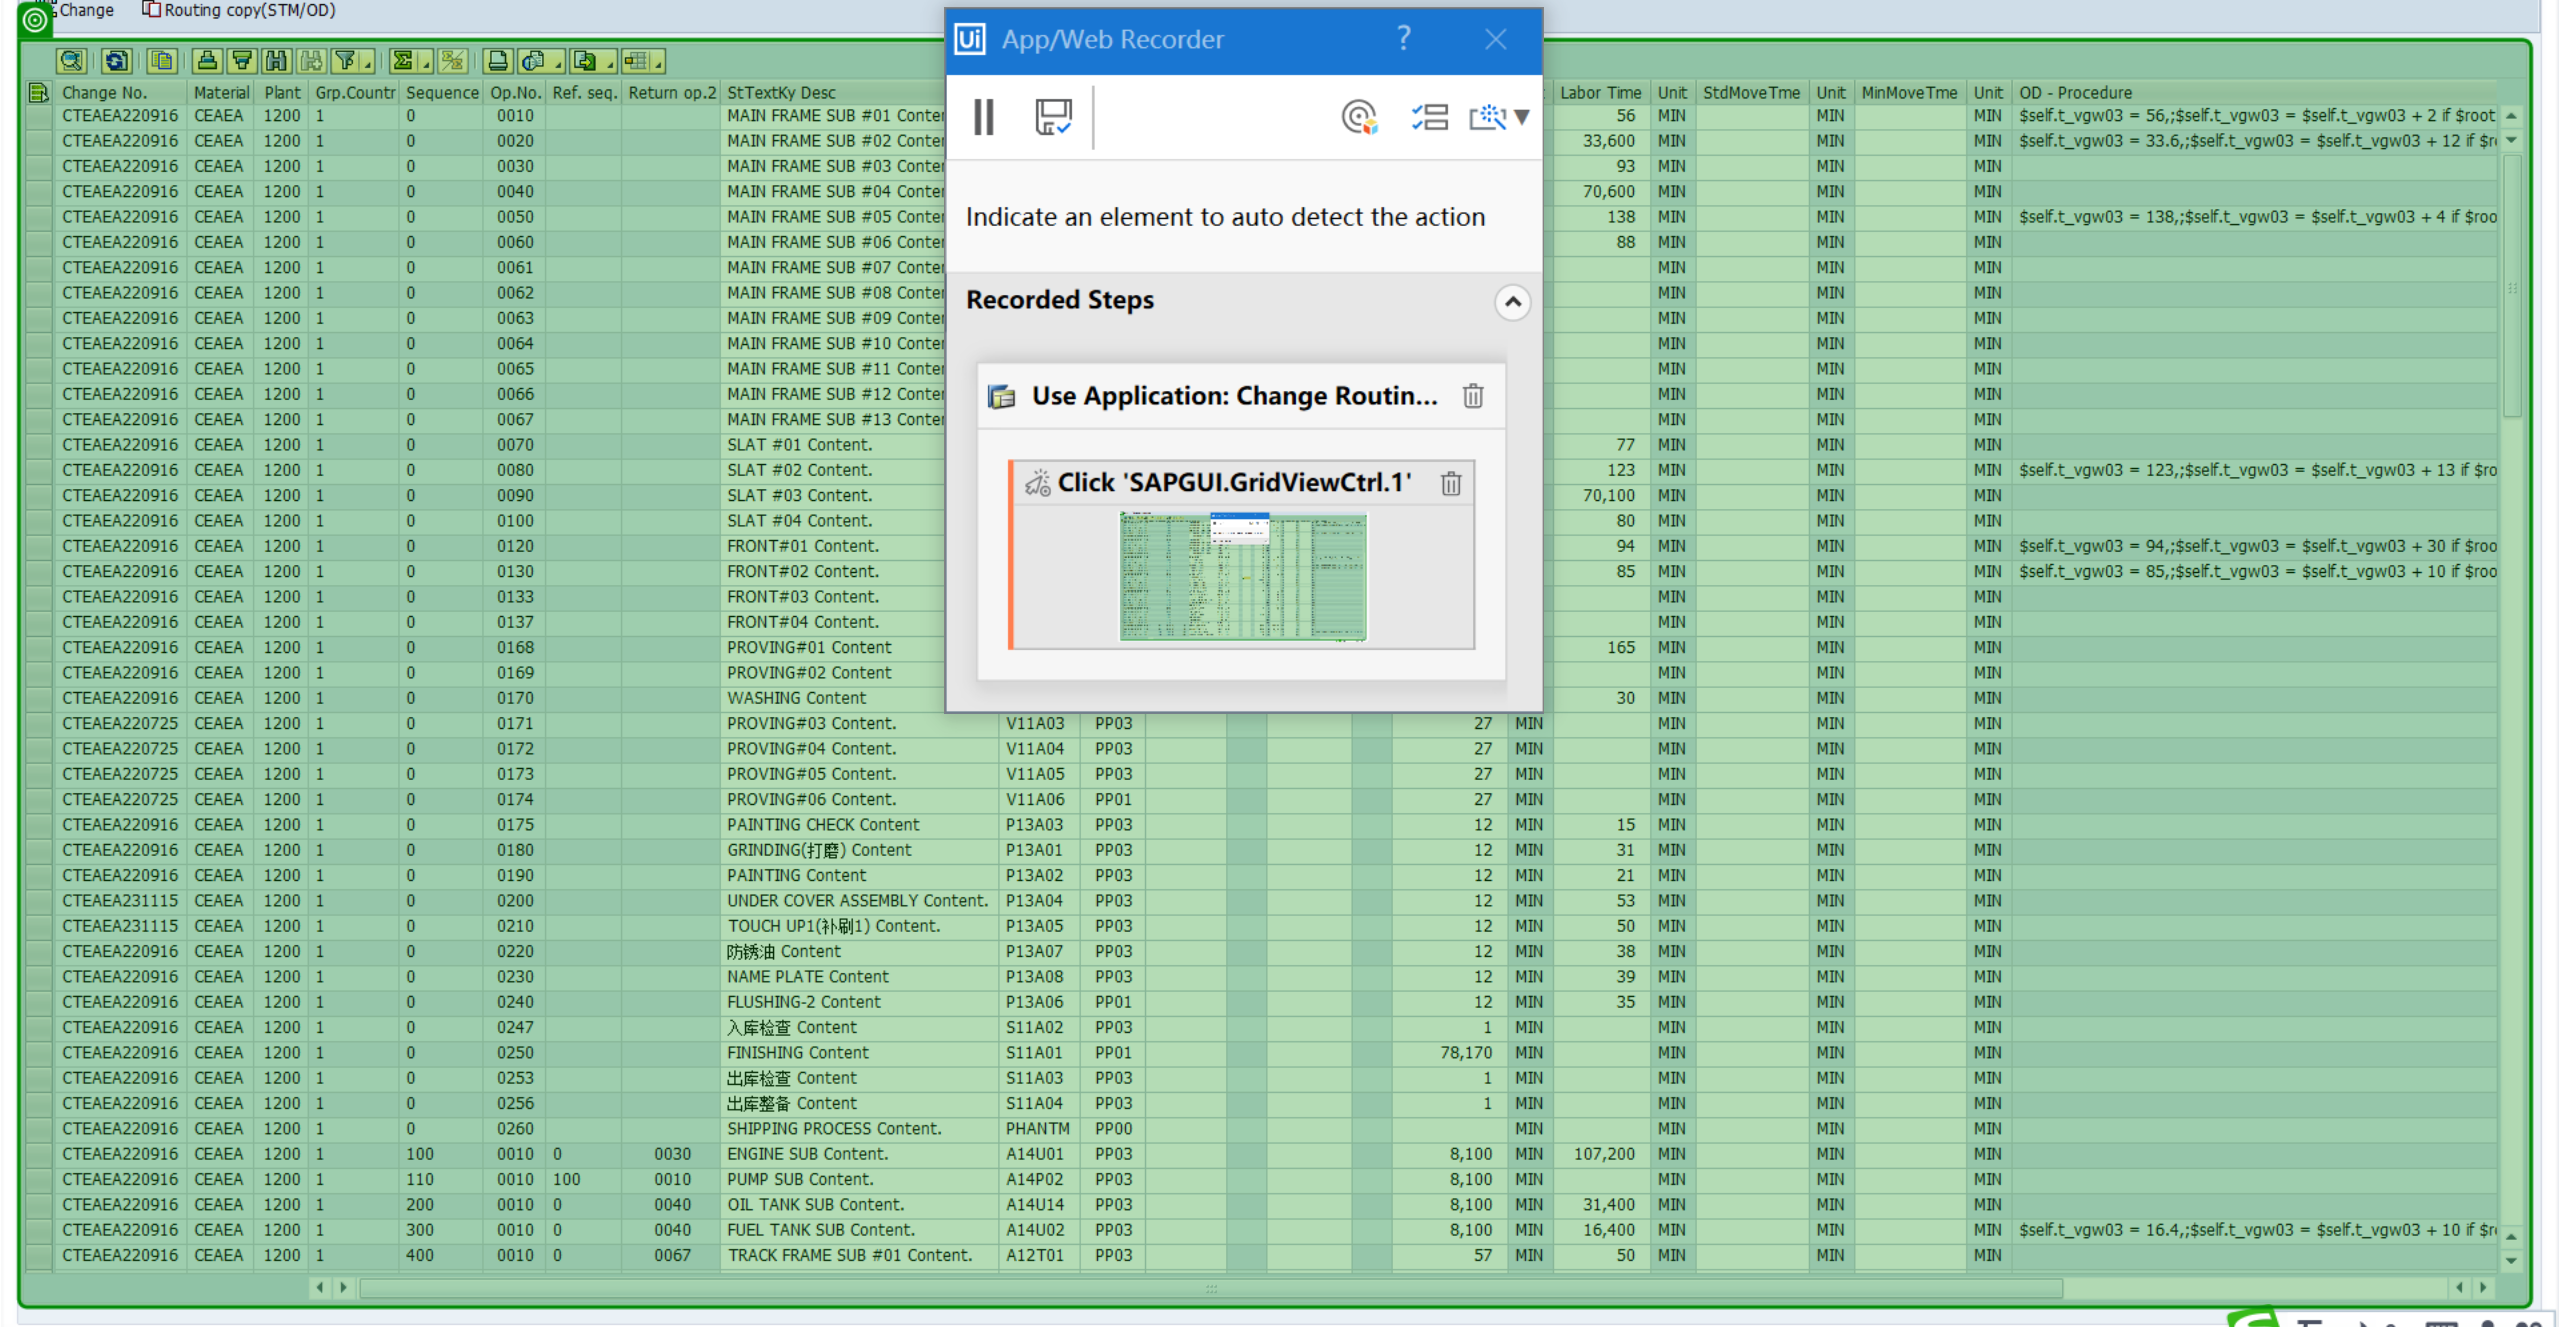 Change Routing copy(STM/OD)
Ui App/Web Recorder ?
Indicate an element to auto detect the action
Recorded Steps
Use Application: Change Routin...
Click 'SAPGUI.GridViewCtrl.1'
Change No. Material Plant Grp.Countr Sequence Op.No. Ref. seq. Return op.2 StTextKy Desc Labor Time Unit StdMoveTme Unit MinMoveTme Unit OD - Procedure
CTEAEA220916 CEAEA 1200 1 0 0010 MAIN FRAME SUB #01 Conter 56 MIN MIN MIN $self.t_vgw03 = 56,;$self.t_vgw03 = $self.t_vgw03 + 2 if $root
CTEAEA220916 CEAEA 1200 1 0 0020 MAIN FRAME SUB #02 Conter 33,600 MIN MIN MIN $self.t_vgw03 = 33.6,;$self.t_vgw03 = $self.t_vgw03 + 12 if $r
CTEAEA220916 CEAEA 1200 1 0 0030 MAIN FRAME SUB #03 Conter 93 MIN MIN MIN
CTEAEA220916 CEAEA 1200 1 0 0040 MAIN FRAME SUB #04 Conter 70,600 MIN MIN MIN
CTEAEA220916 CEAEA 1200 1 0 0050 MAIN FRAME SUB #05 Conter 138 MIN MIN MIN $self.t_vgw03 = 138,;$self.t_vgw03 = $self.t_vgw03 + 4 if $roo
CTEAEA220916 CEAEA 1200 1 0 0060 MAIN FRAME SUB #06 Conter 88 MIN MIN MIN
CTEAEA220916 CEAEA 1200 1 0 0061 MAIN FRAME SUB #07 Conter MIN MIN MIN
CTEAEA220916 CEAEA 1200 1 0 0062 MAIN FRAME SUB #08 Conter MIN MIN MIN
CTEAEA220916 CEAEA 1200 1 0 0063 MAIN FRAME SUB #09 Conter MIN MIN MIN
CTEAEA220916 CEAEA 1200 1 0 0064 MAIN FRAME SUB #10 Conter MIN MIN MIN
CTEAEA220916 CEAEA 1200 1 0 0065 MAIN FRAME SUB #11 Conter MIN MIN MIN
CTEAEA220916 CEAEA 1200 1 0 0066 MAIN FRAME SUB #12 Conter MIN MIN MIN
CTEAEA220916 CEAEA 1200 1 0 0067 MAIN FRAME SUB #13 Conter MIN MIN MIN
CTEAEA220916 CEAEA 1200 1 0 0070 SLAT #01 Content. 77 MIN MIN MIN
CTEAEA220916 CEAEA 1200 1 0 0080 SLAT #02 Content. 123 MIN MIN MIN $self.t_vgw03 = 123,;$self.t_vgw03 = $self.t_vgw03 + 13 if $ro
CTEAEA220916 CEAEA 1200 1 0 0090 SLAT #03 Content. 70,100 MIN MIN MIN
CTEAEA220916 CEAEA 1200 1 0 0100 SLAT #04 Content. 80 MIN MIN MIN
CTEAEA220916 CEAEA 1200 1 0 0120 FRONT#01 Content. 94 MIN MIN MIN $self.t_vgw03 = 94,;$self.t_vgw03 = $self.t_vgw03 + 30 if $roo
CTEAEA220916 CEAEA 1200 1 0 0130 FRONT#02 Content. 85 MIN MIN MIN $self.t_vgw03 = 85,;$self.t_vgw03 = $self.t_vgw03 + 10 if $roo
CTEAEA220916 CEAEA 1200 1 0 0133 FRONT#03 Content. MIN MIN MIN
CTEAEA220916 CEAEA 1200 1 0 0137 FRONT#04 Content. MIN MIN MIN
CTEAEA220916 CEAEA 1200 1 0 0168 PROVING#01 Content 165 MIN MIN MIN
CTEAEA220916 CEAEA 1200 1 0 0169 PROVING#02 Content MIN MIN MIN
CTEAEA220916 CEAEA 1200 1 0 0170 WASHING Content 30 MIN MIN MIN
CTEAEA220725 CEAEA 1200 1 0 0171 PROVING#03 Content. V11A03 PP03 27 MIN MIN MIN MIN
CTEAEA220725 CEAEA 1200 1 0 0172 PROVING#04 Content. V11A04 PP03 27 MIN MIN MIN MIN
CTEAEA220725 CEAEA 1200 1 0 0173 PROVING#05 Content. V11A05 PP03 27 MIN MIN MIN MIN
CTEAEA220725 CEAEA 1200 1 0 0174 PROVING#06 Content. V11A06 PP01 27 MIN MIN MIN MIN
CTEAEA220916 CEAEA 1200 1 0 0175 PAINTING CHECK Content P13A03 PP03 12 MIN 15 MIN MIN MIN
CTEAEA220916 CEAEA 1200 1 0 0180 GRINDING(打磨) Content P13A01 PP03 12 MIN 31 MIN MIN MIN
CTEAEA220916 CEAEA 1200 1 0 0190 PAINTING Content P13A02 PP03 12 MIN 21 MIN MIN MIN
CTEAEA231115 CEAEA 1200 1 0 0200 UNDER COVER ASSEMBLY Content. P13A04 PP03 12 MIN 53 MIN MIN MIN
CTEAEA231115 CEAEA 1200 1 0 0210 TOUCH UP1(补刷1) Content. P13A05 PP03 12 MIN 50 MIN MIN MIN
CTEAEA220916 CEAEA 1200 1 0 0220 防锈油 Content P13A07 PP03 12 MIN 38 MIN MIN MIN
CTEAEA220916 CEAEA 1200 1 0 0230 NAME PLATE Content P13A08 PP03 12 MIN 39 MIN MIN MIN
CTEAEA220916 CEAEA 1200 1 0 0240 FLUSHING-2 Content P13A06 PP01 12 MIN 35 MIN MIN MIN
CTEAEA220916 CEAEA 1200 1 0 0247 入库检查 Content S11A02 PP03 1 MIN MIN MIN MIN
CTEAEA220916 CEAEA 1200 1 0 0250 FINISHING Content S11A01 PP01 78,170 MIN MIN MIN MIN
CTEAEA220916 CEAEA 1200 1 0 0253 出库检查 Content S11A03 PP03 1 MIN MIN MIN MIN
CTEAEA220916 CEAEA 1200 1 0 0256 出库整备 Content S11A04 PP03 1 MIN MIN MIN MIN
CTEAEA220916 CEAEA 1200 1 0 0260 SHIPPING PROCESS Content. PHANTM PP00 MIN MIN MIN MIN
CTEAEA220916 CEAEA 1200 1 100 0010 0 0030 ENGINE SUB Content. A14U01 PP03 8,100 MIN 107,200 MIN MIN MIN
CTEAEA220916 CEAEA 1200 1 110 0010 100 0010 PUMP SUB Content. A14P02 PP03 8,100 MIN MIN MIN MIN
CTEAEA220916 CEAEA 1200 1 200 0010 0 0040 OIL TANK SUB Content. A14U14 PP03 8,100 MIN 31,400 MIN MIN MIN
CTEAEA220916 CEAEA 1200 1 300 0010 0 0040 FUEL TANK SUB Content. A14U02 PP03 8,100 MIN 16,400 MIN MIN MIN $self.t_vgw03 = 16.4,;$self.t_vgw03 = $self.t_vgw03 + 10 if $r
CTEAEA220916 CEAEA 1200 1 400 0010 0 0067 TRACK FRAME SUB #01 Content. A12T01 PP03 57 MIN 50 MIN MIN MIN